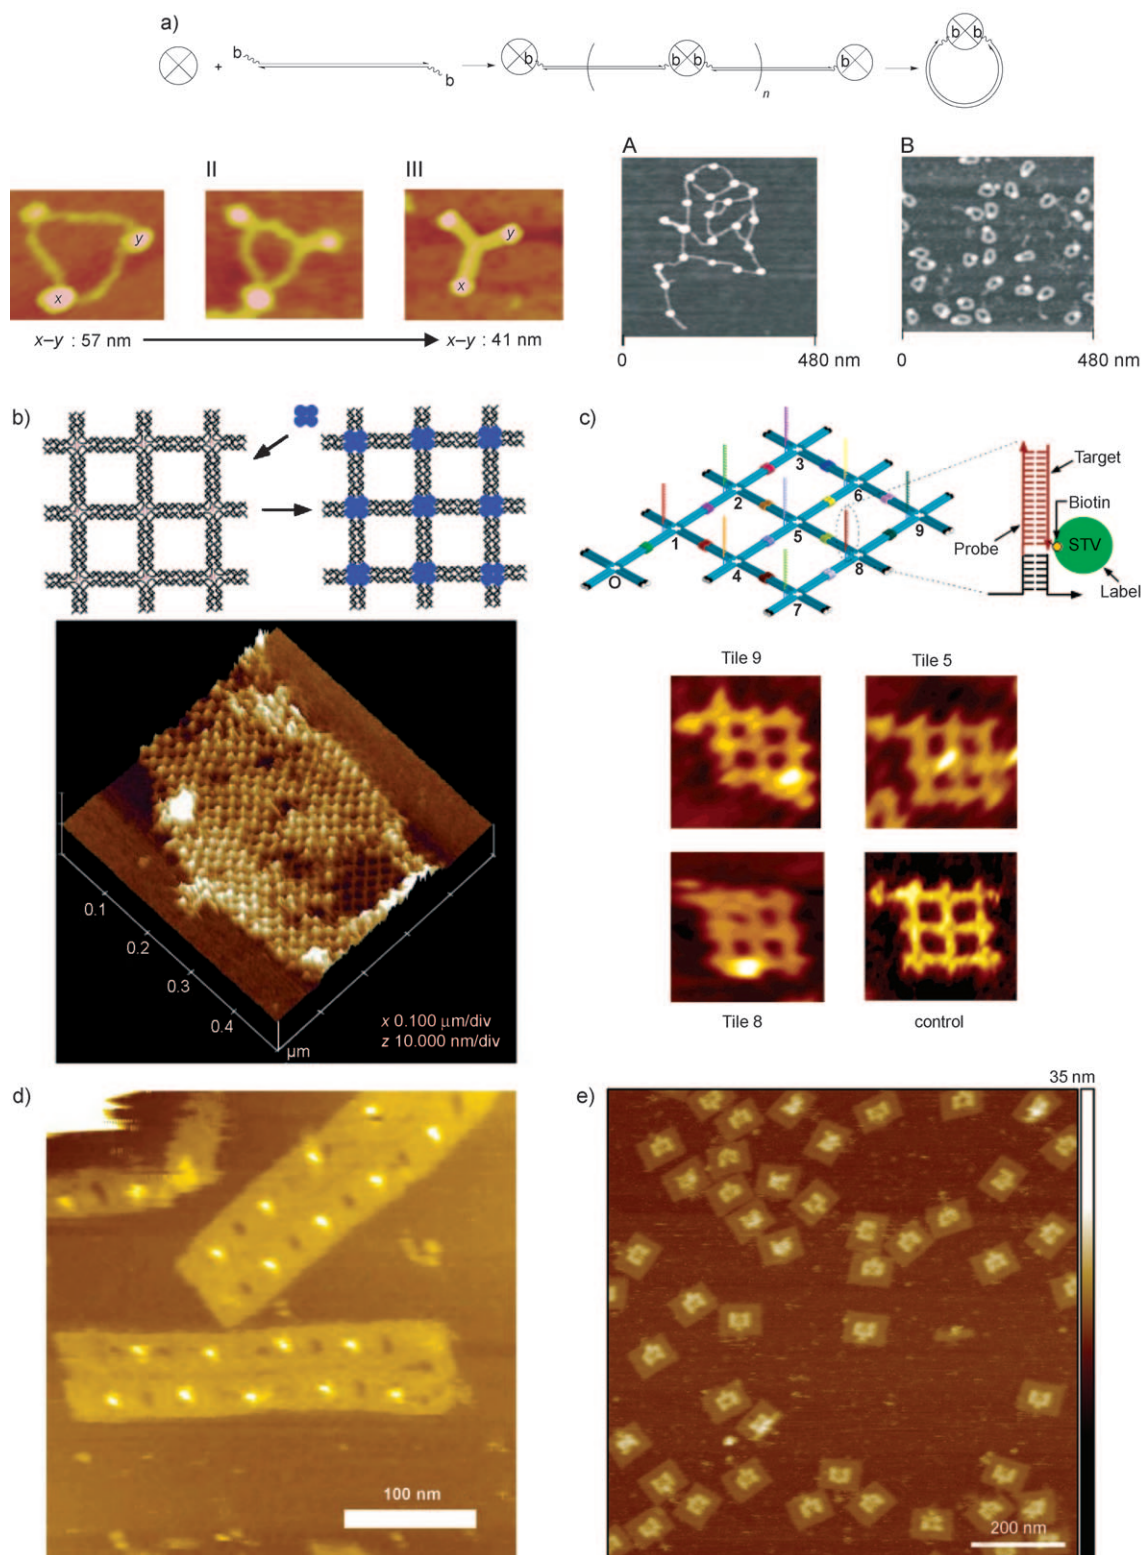 a)
b
b
+
b
b b
b
n
b b
II
III
A
B
y
x
y
x
x–y : 57 nm
x–y : 41 nm
0
480 nm
0
480 nm
b)
c)
3
2
6
1
5
9
4
8
O
7
Target
Biotin
Probe
STV
Label
Tile 9
Tile 5
Tile 8
control
0.1
0.2
0.3
0.4
µm
x 0.100 µm/div
z 10.000 nm/div
d)
100 nm
e)
35 nm
200 nm